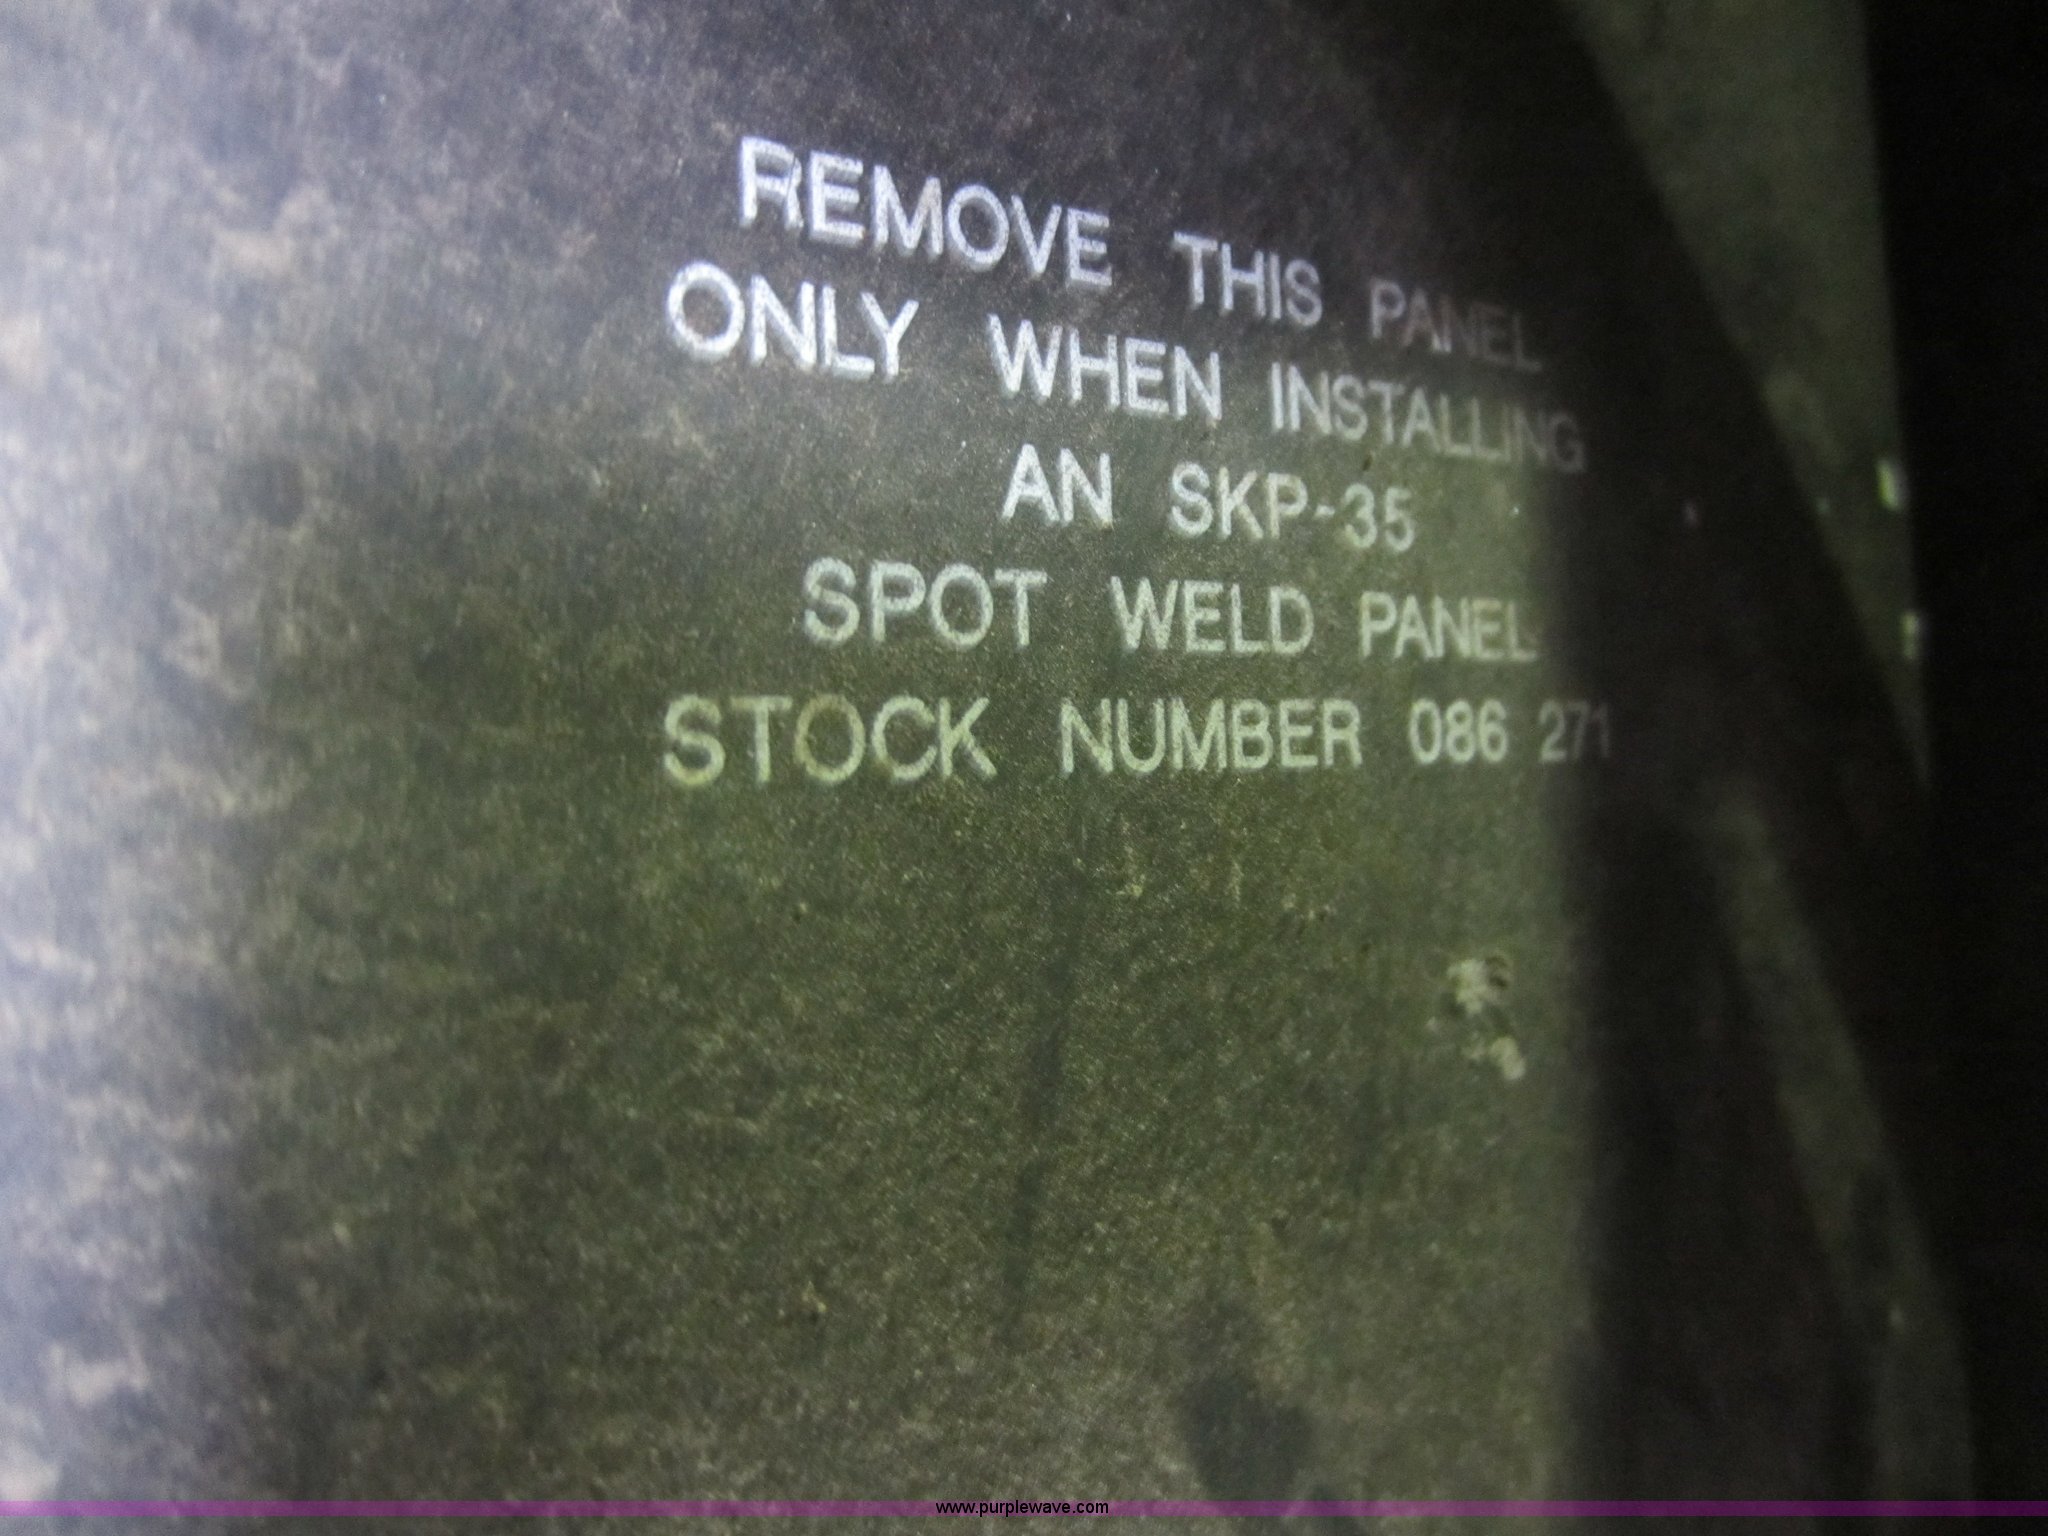 REMOVE THIS PANEL
ONLY WHEN INSTALLING
AN SKP-35
SPOT WELD PANEL
STOCK NUMBER 086 271
www.purplewave.com